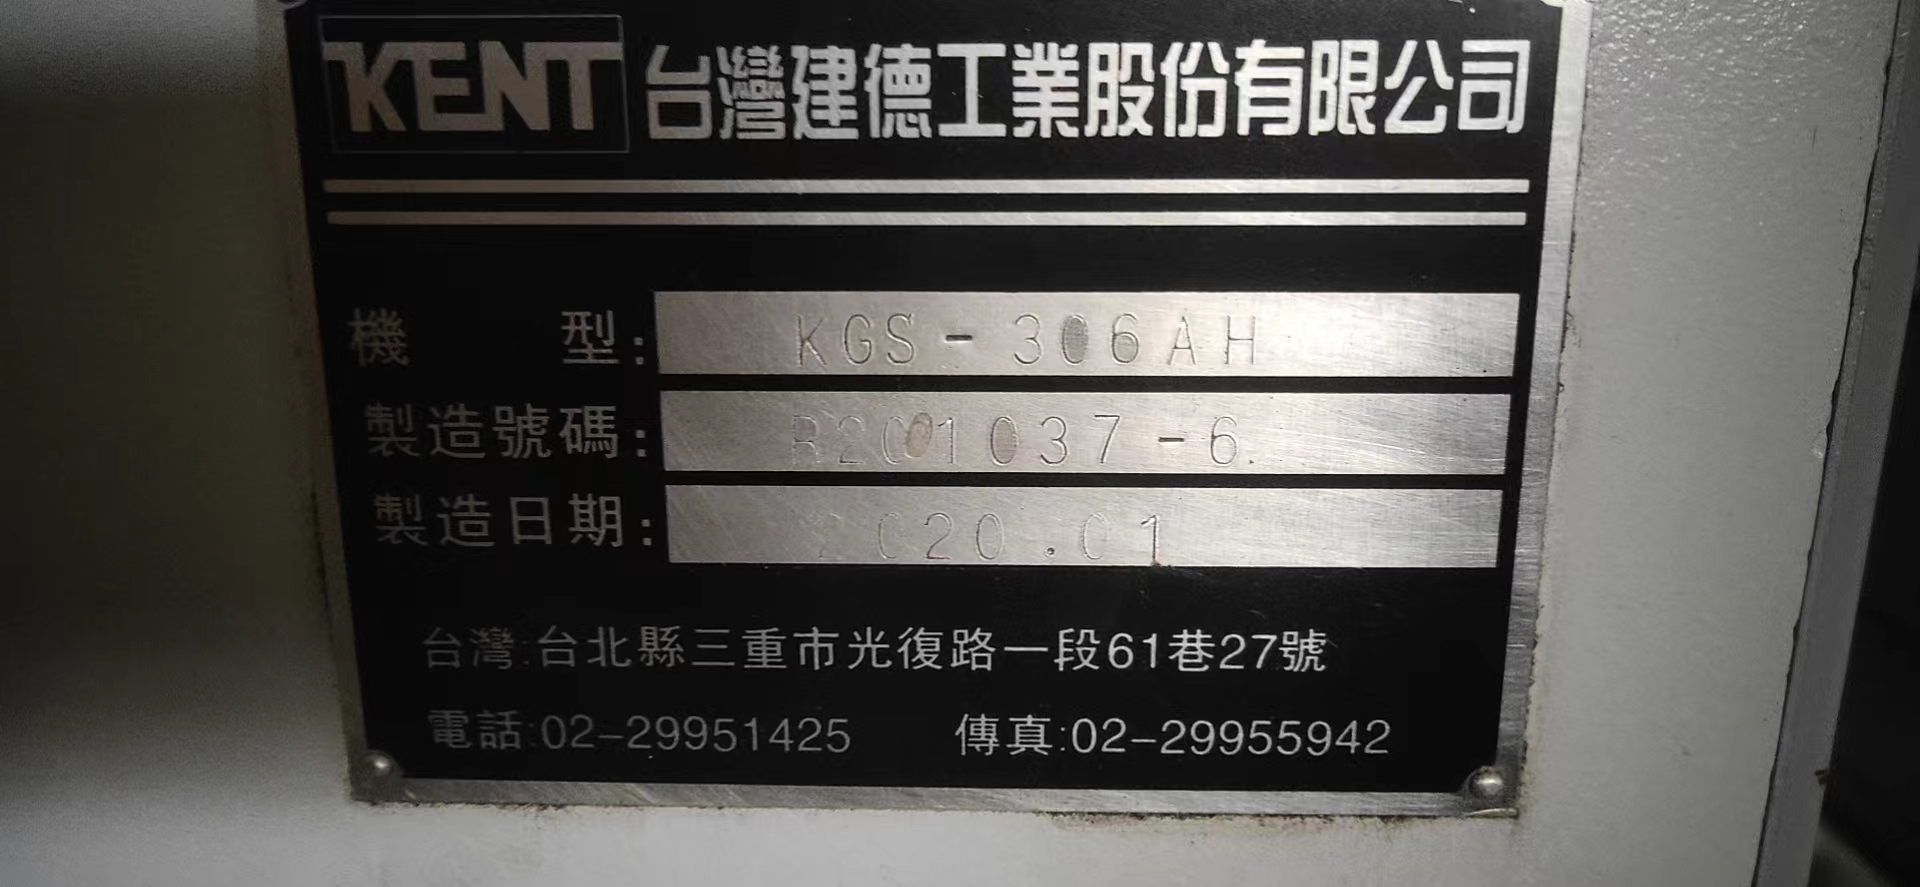 KENT 台灣建德工業股份有限公司
機 型: KGS-306AH
製造號碼: R201037-6
製造日期: 2020.01
台灣:台北縣三重市光復路一段61巷27號
電話:02-29951425 傳真:02-29955942